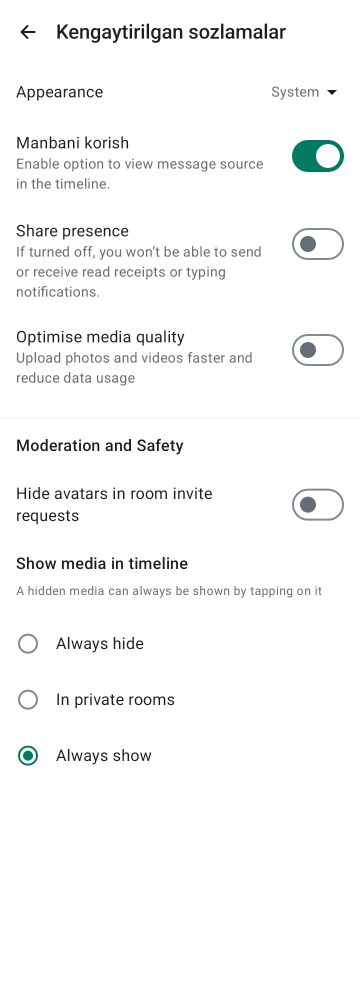 Kengaytirilgan sozlamalar
Appearance
System
Manbani korish
Enable option to view message source
in the timeline.
Share presence
If turned off, you won’t be able to send
or receive read receipts or typing
notifications.
Optimise media quality
Upload photos and videos faster and
reduce data usage
Moderation and Safety
Hide avatars in room invite
requests
Show media in timeline
A hidden media can always be shown by tapping on it
Always hide
In private rooms
Always show